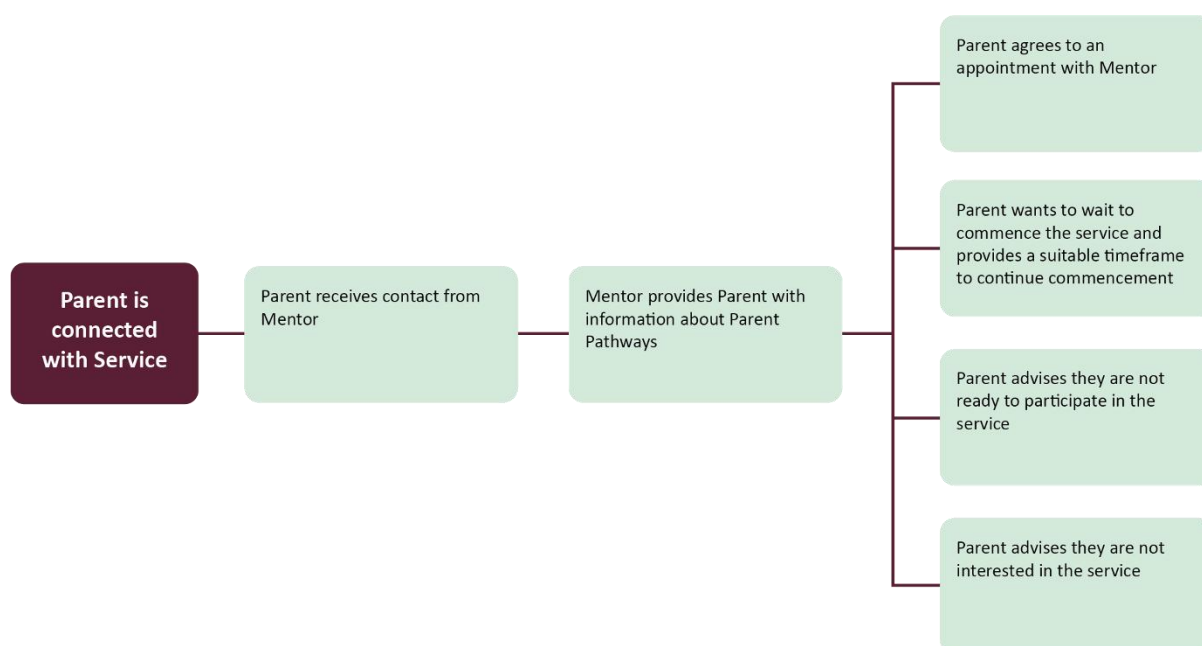 Parent is
connected
with Service
Parent receives contact from
Mentor
Mentor provides Parent with
information about Parent
Pathways
Parent agrees to an
appointment with Mentor
Parent wants to wait to
commence the service and
provides a suitable timeframe
to continue commencement
Parent advises they are not
ready to participate in the
service
Parent advises they are not
interested in the service